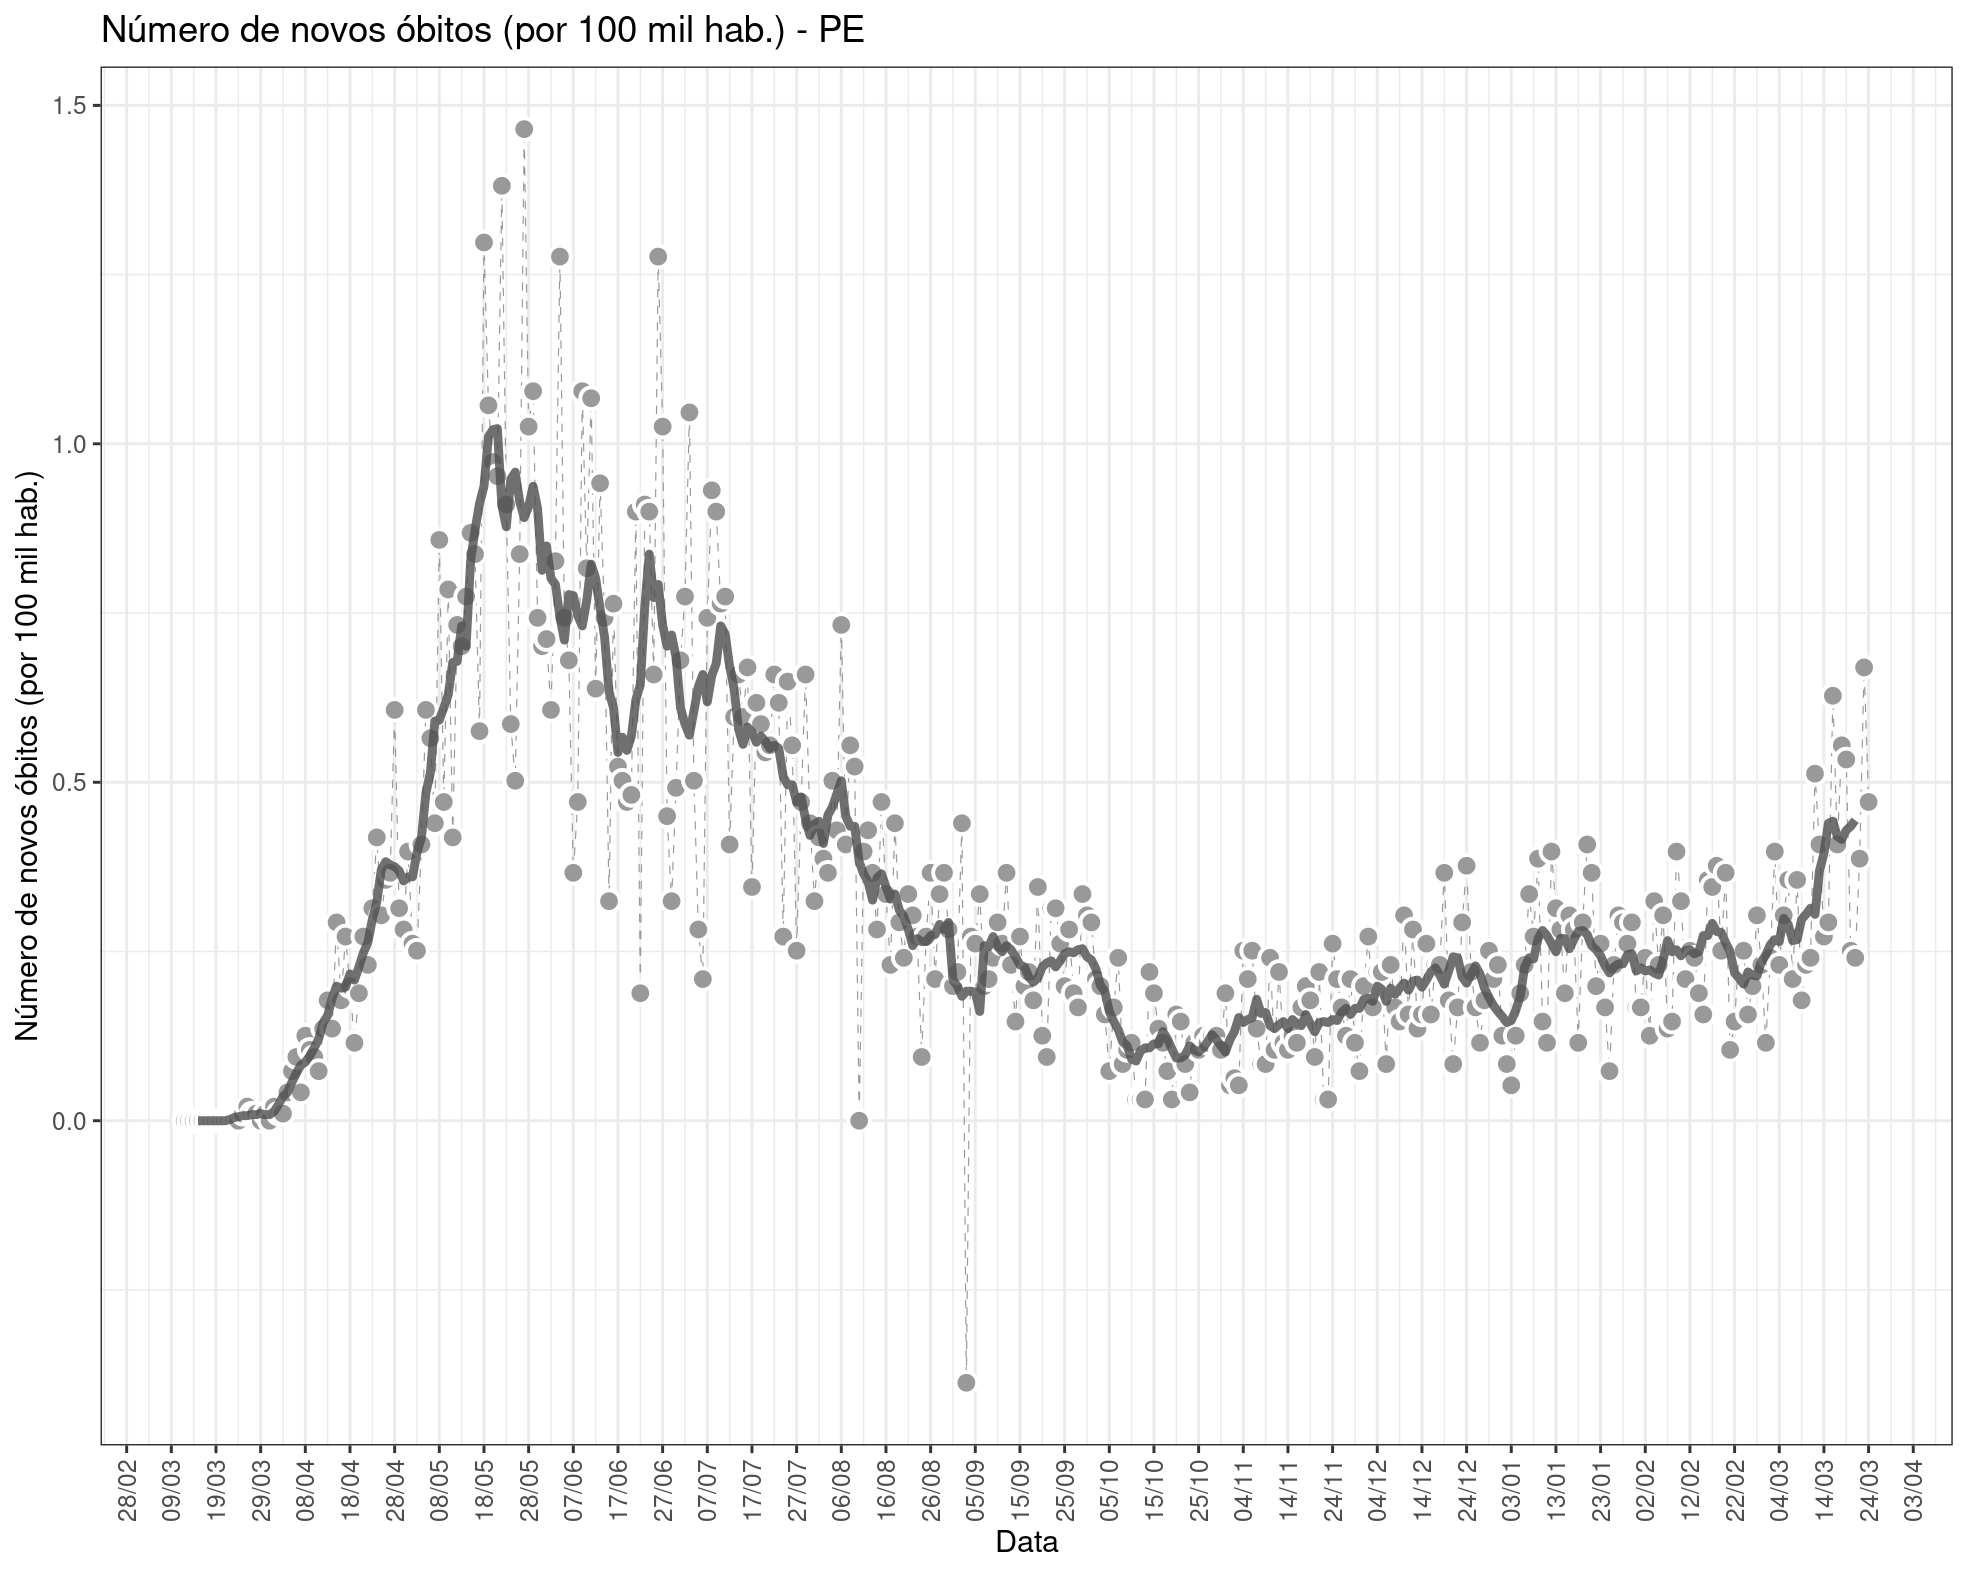 Número de novos óbitos (por 100 mil hab.) - PE
Número de novos óbitos (por 100 mil hab.)
1.5
1.0
0.5
0.0
28/02 09/03 19/03 29/03 08/04 18/04 28/04 08/05 18/05 28/05 07/06 17/06 27/06 07/07 17/07 27/07 06/08 16/08 26/08 05/09 15/09 25/09 05/10 15/10 25/10 04/11 14/11 24/11 04/12 14/12 24/12 03/01 13/01 23/01 02/02 12/02 22/02 04/03 14/03 24/03 03/04
Data